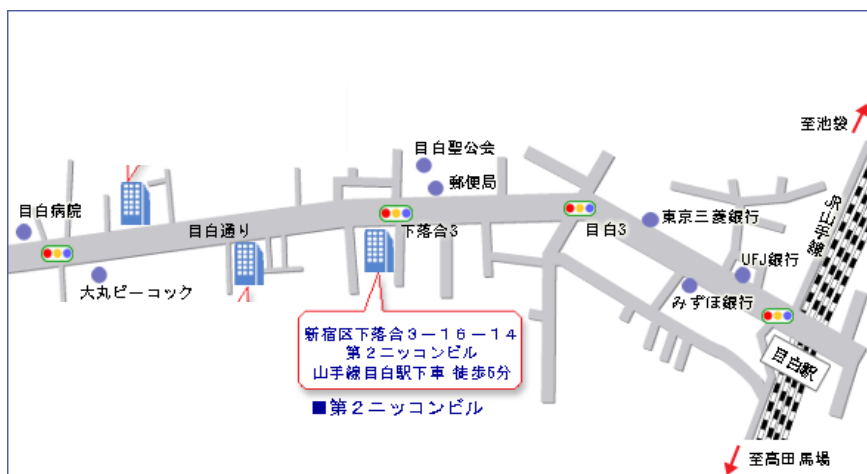 至池袋
山手線
目白聖公会
郵便局
目白病院
目白通り
下落合3
目白3
東京三菱銀行
UFJ銀行
みずほ銀行
大丸ピーコック
新宿区下落合3-16-14
第2ニッコンビル
山手線目白駅下車 徒歩5分
■第2ニッコンビル
目白駅
至高田馬場